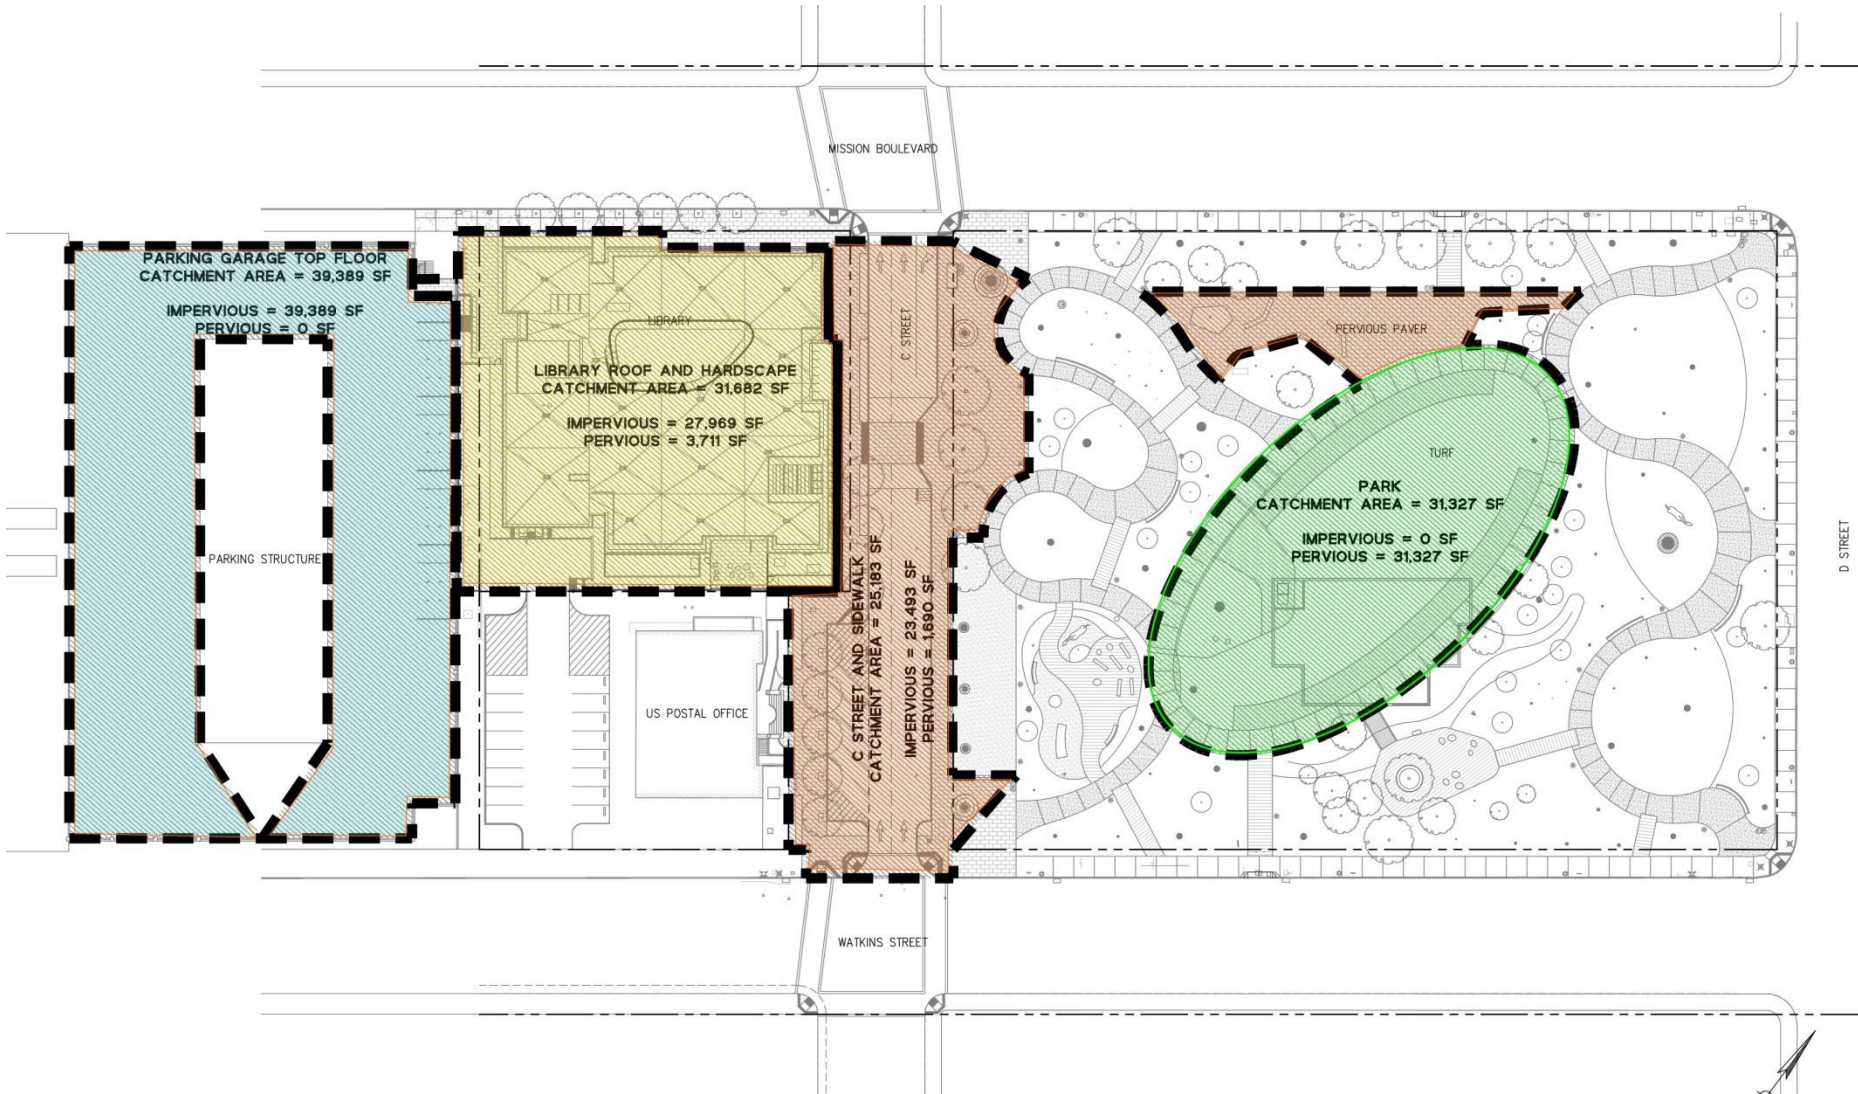 MISSION BOULEVARD
PARKING GARAGE TOP FLOOR
CATCHMENT AREA = 39,389 SF
IMPERVIOUS = 39,389 SF
PERVIOUS = 0 SF
PARKING STRUCTURE
LIBRARY
LIBRARY ROOF AND HARDSCAPE
CATCHMENT AREA = 31,682 SF
IMPERVIOUS = 27,969 SF
PERVIOUS = 3,711 SF
C STREET
C STREET AND SIDEWALK
CATCHMENT AREA = 25,183 SF
IMPERVIOUS = 23,493 SF
PERVIOUS = 1,690 SF
PERVIOUS PAVER
TURF
PARK
CATCHMENT AREA = 31,327 SF
IMPERVIOUS = 0 SF
PERVIOUS = 31,327 SF
D STREET
US POSTAL OFFICE
WATKINS STREET